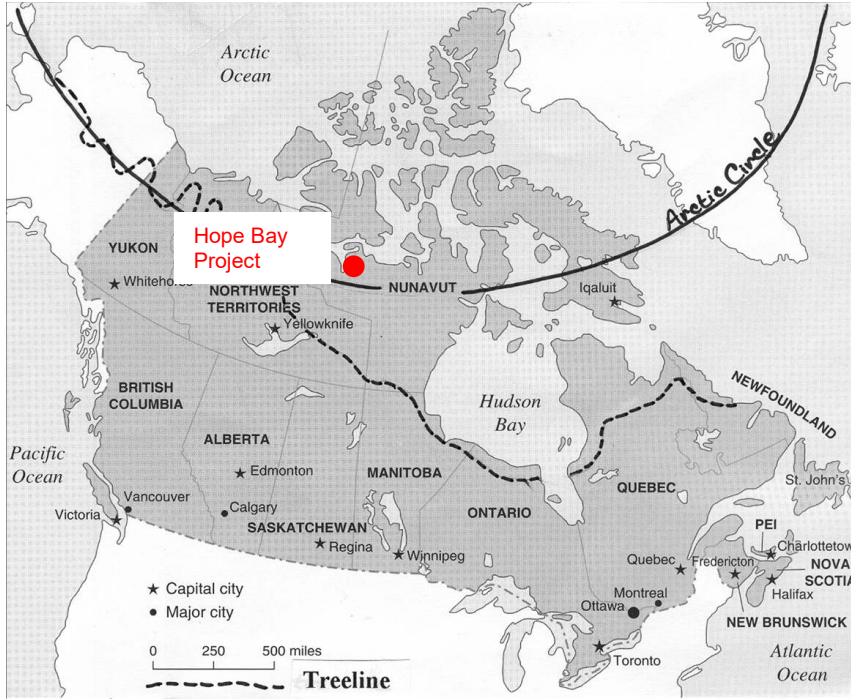 Arctic
Ocean
Arctic Circle
Hope Bay
Project
YUKON
Whitehorse
NUNAVUT
Iqaluit
NORTHWEST
TERRITORIES
Yellowknife
BRITISH
COLUMBIA
Hudson
Bay
NEWFOUNDLAND
ALBERTA
Pacific
Ocean
Edmonton
MANITOBA
QUEBEC
St. John's
Vancouver
Victoria
Calgary
SASKATCHEWAN
ONTARIO
PEI
Regina
Winnipeg
Quebec
Fredericton
Charlottetow
NOVA
SCOTIA
Halifax
Capital city
Major city
Montreal
Ottawa
NEW BRUNSWICK
Toronto
Atlantic
Ocean
0 250 500 miles
Treeline